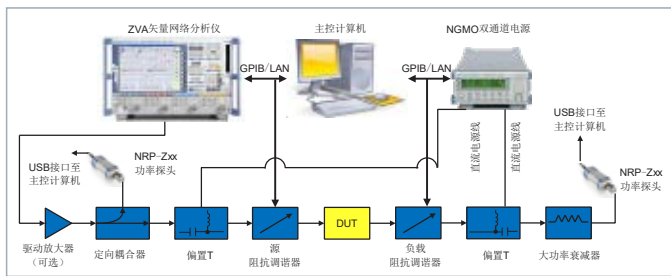 ZVA矢量网络分析仪
主控计算机
NGMO双通道电源
GPIB/LAN
GPIB/LAN
NRP-Zxx
功率探头
USB接口至
主控计算机
直流电源线
直流电源线
USB接口至
主控计算机
NRP-Zxx
功率探头
DUT
驱动放大器
(可选)
定向耦合器
偏置T
源
阻抗调谐器
负载
阻抗调谐器
偏置T
大功率衰减器